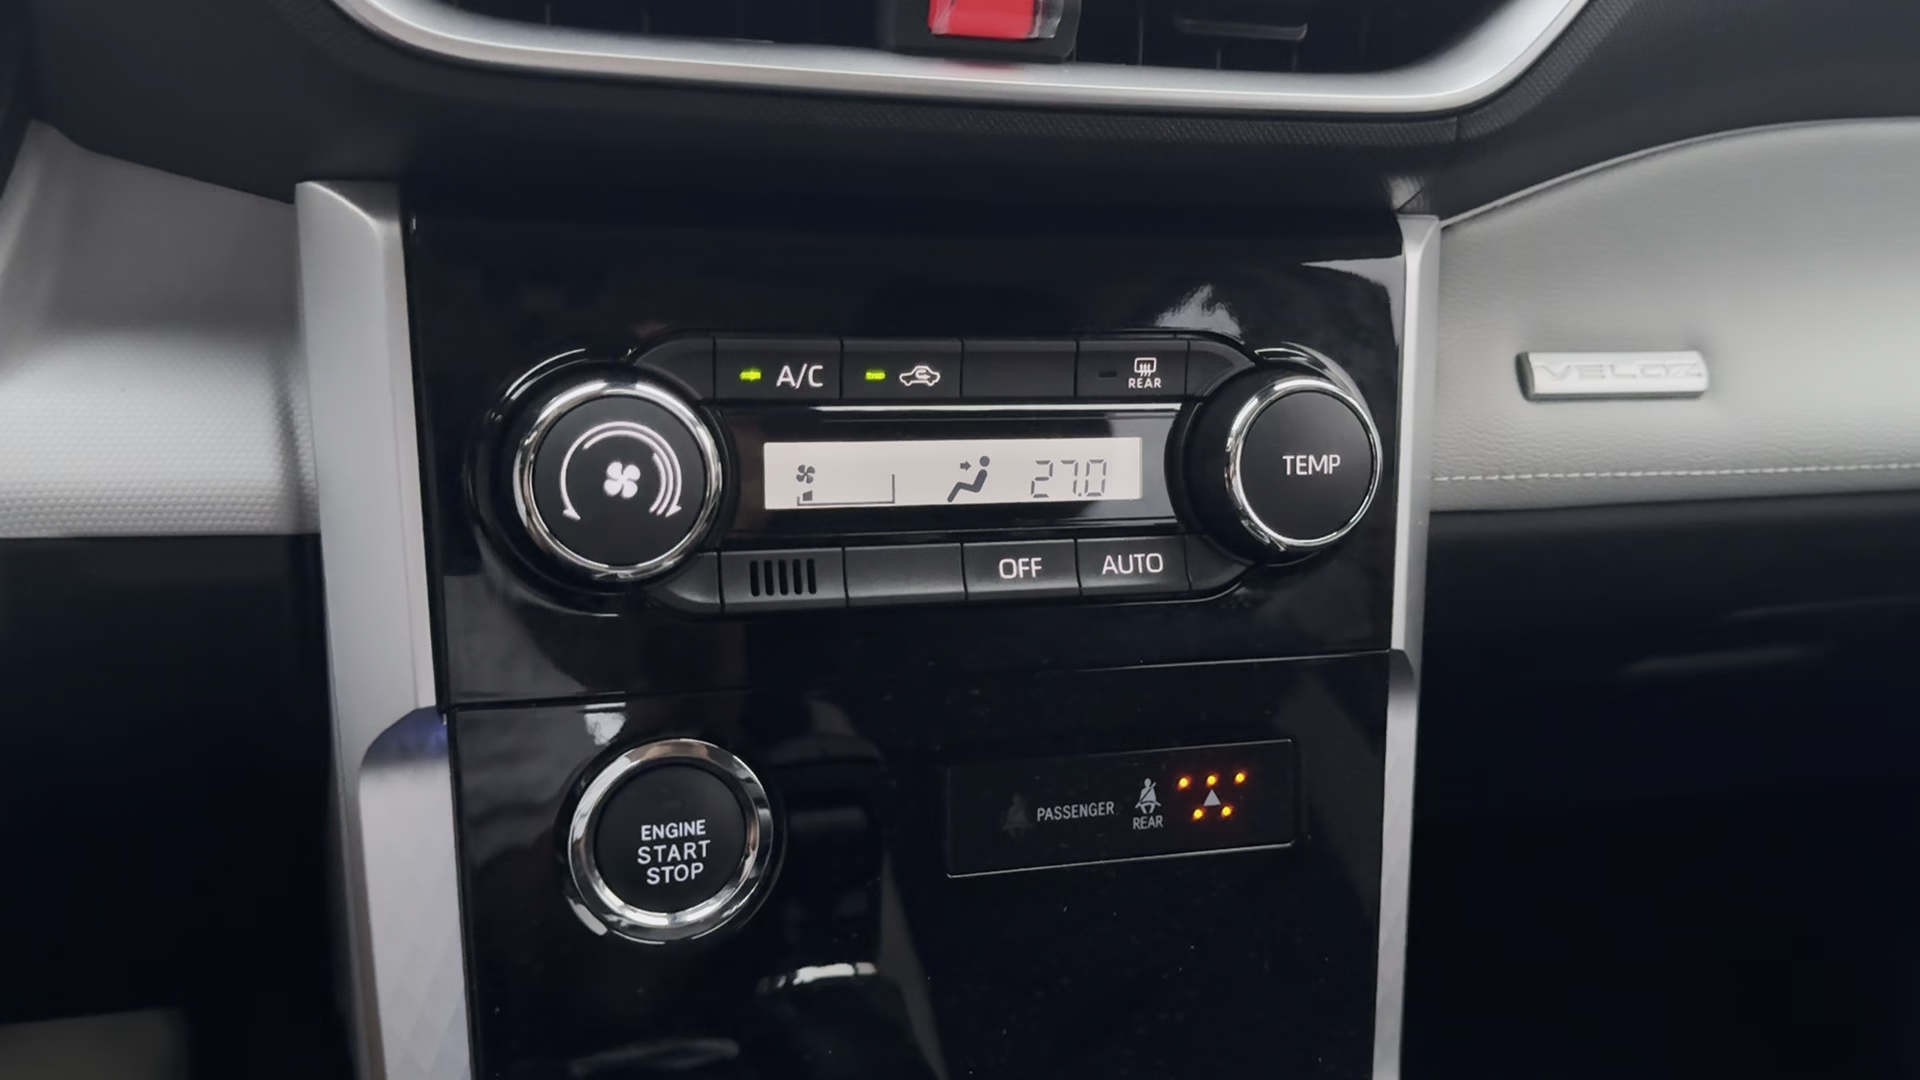 A/C
REAR
VELOZ
27.0
TEMP
OFF
AUTO
ENGINE
START
STOP
PASSENGER
REAR